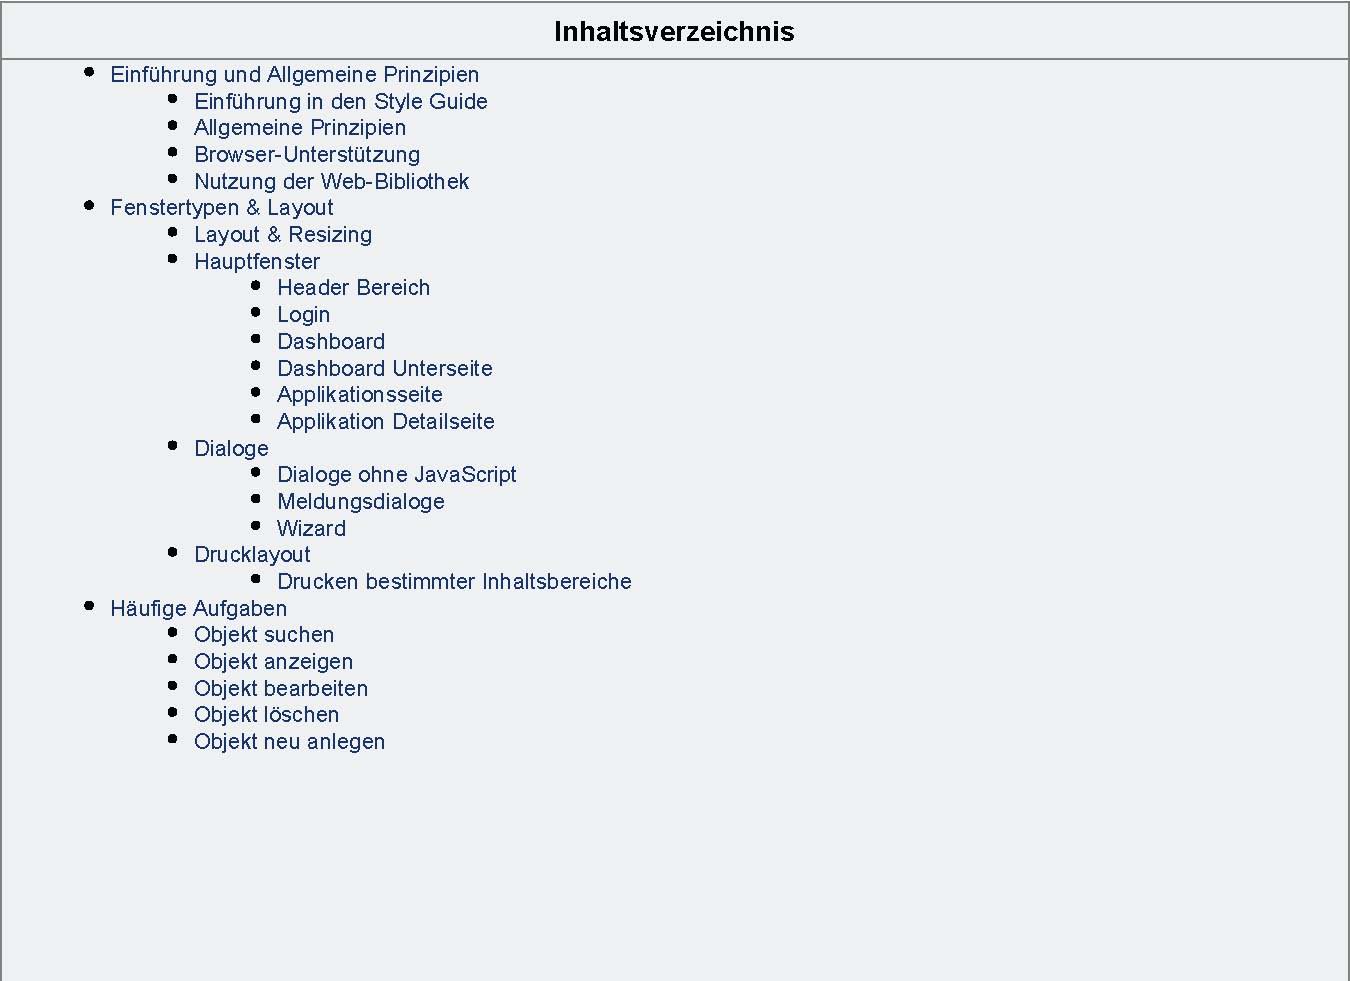 Inhaltsverzeichnis
Einführung und Allgemeine Prinzipien
Einführung in den Style Guide
Allgemeine Prinzipien
Browser-Unterstützung
Nutzung der Web-Bibliothek
Fenstertypen & Layout
Layout & Resizing
Hauptfenster
Header Bereich
Login
Dashboard
Dashboard Unterseite
Applikationsseite
Applikation Detailseite
Dialoge
Dialoge ohne JavaScript
Meldungsdialoge
Wizard
Drucklayout
Drucken bestimmter Inhaltsbereiche
Häufige Aufgaben
Objekt suchen
Objekt anzeigen
Objekt bearbeiten
Objekt löschen
Objekt neu anlegen